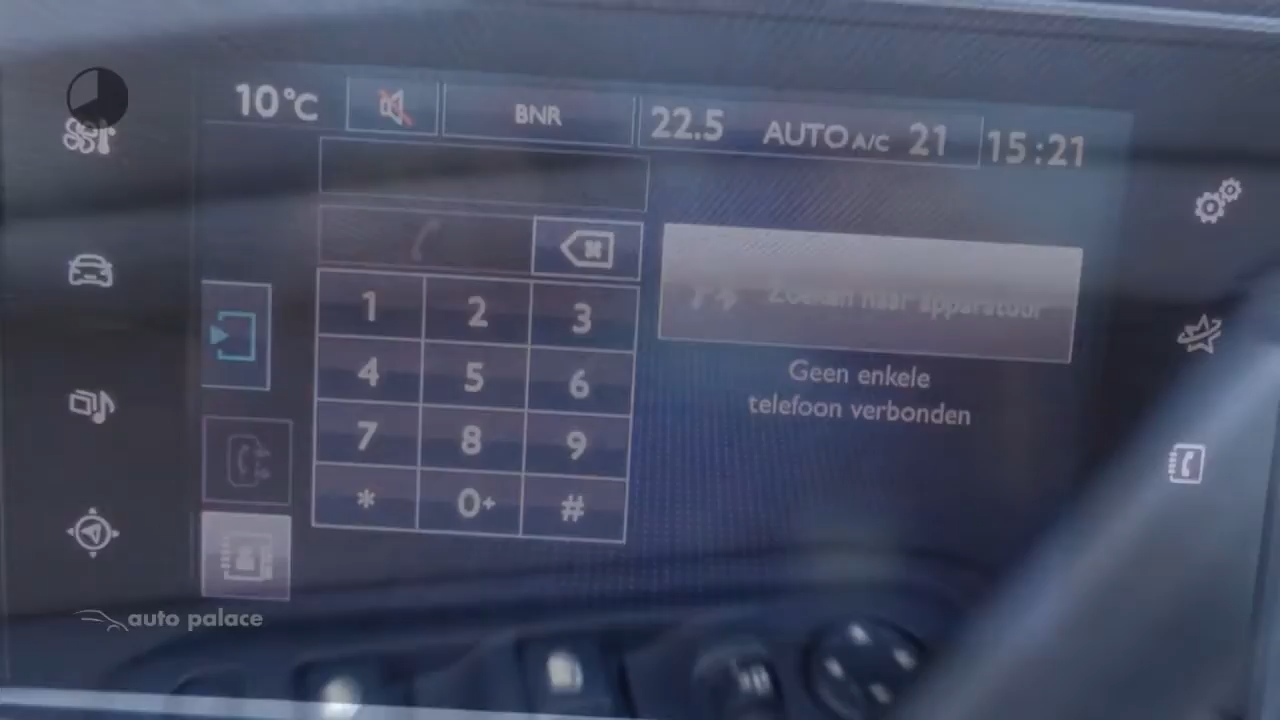 10°C
BNR
22.5 AUTO A/C 21
15:21
Zoeken naar apparatuur
1 2 3
4 5 6
7 8 9
* 0+ #
Geen enkele
telefoon verbonden
auto palace